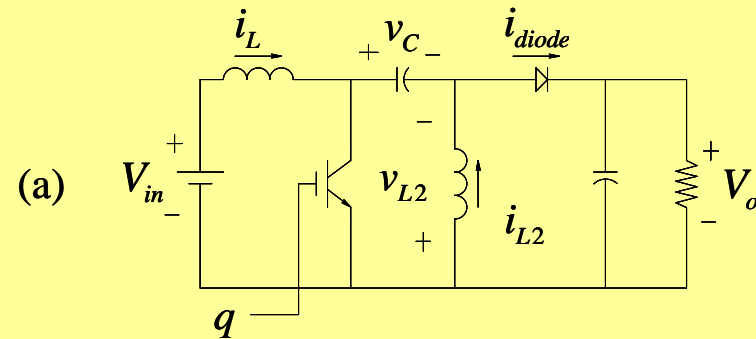 i_L
+ v_C −
i_diode
(a)
+ V_in −
− v_L2 +
i_L2
+ V_o −
q